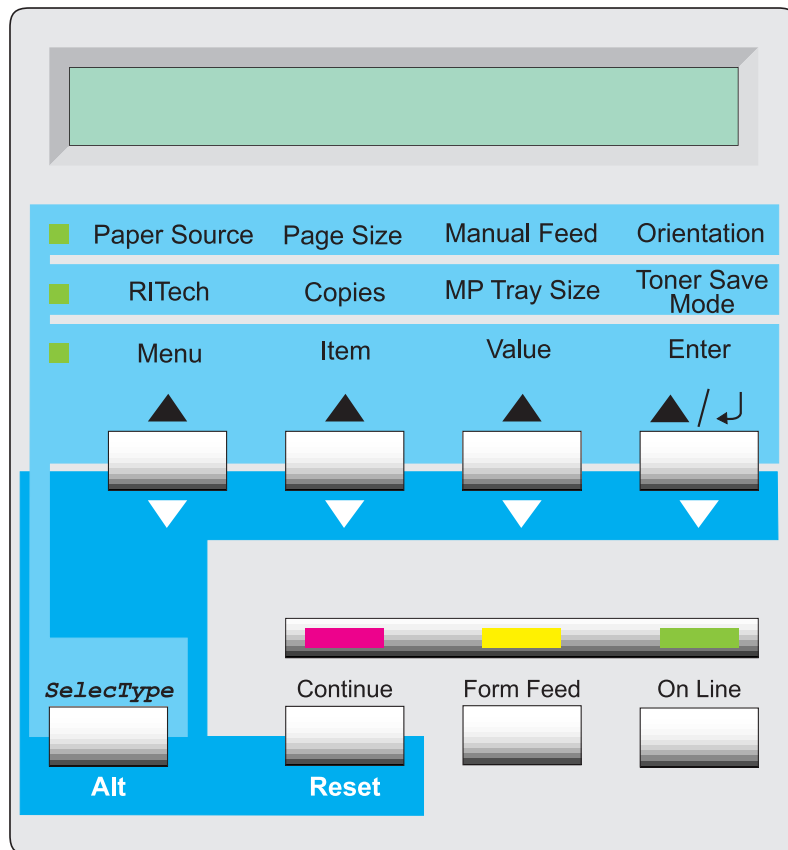 Paper Source Page Size Manual Feed Orientation
RITech Copies MP Tray Size Toner Save
Mode
Menu Item Value Enter
SelecType Continue Form Feed On Line
Alt Reset